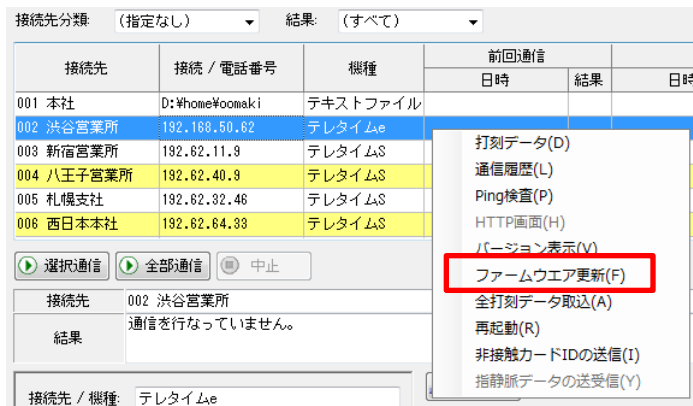 接続先分類: (指定なし) 結果: (すべて)
接続先 接続 / 電話番号 機種 前回通信
日時 結果 日時
001 本社 D:¥home¥oomaki テキストファイル
002 渋谷営業所 192.168.50.62 テレタイムe
003 新宿営業所 192.62.11.9 テレタイムS
004 八王子営業所 192.62.40.9 テレタイムS
005 札幌支社 192.62.32.46 テレタイムS
006 西日本本社 192.62.64.33 テレタイムS
打刻データ(D)
通信履歴(L)
Ping検査(P)
HTTP画面(H)
バージョン表示(V)
ファームウエア更新(F)
全打刻データ取込(A)
再起動(R)
非接触カードIDの送信(I)
指静脈データの送受信(Y)
選択通信 全部通信 中止
接続先 002 渋谷営業所
結果 通信を行なっていません。
接続先 / 機種: テレタイムe